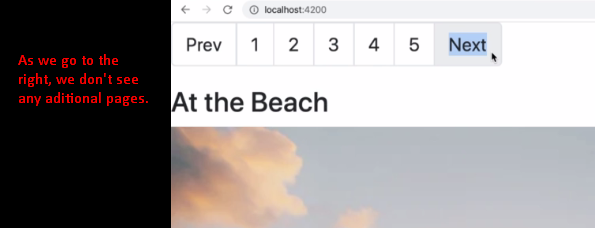 localhost:4200
Prev 1 2 3 4 5 Next
As we go to the
right, we don't see
any aditional pages.
At the Beach